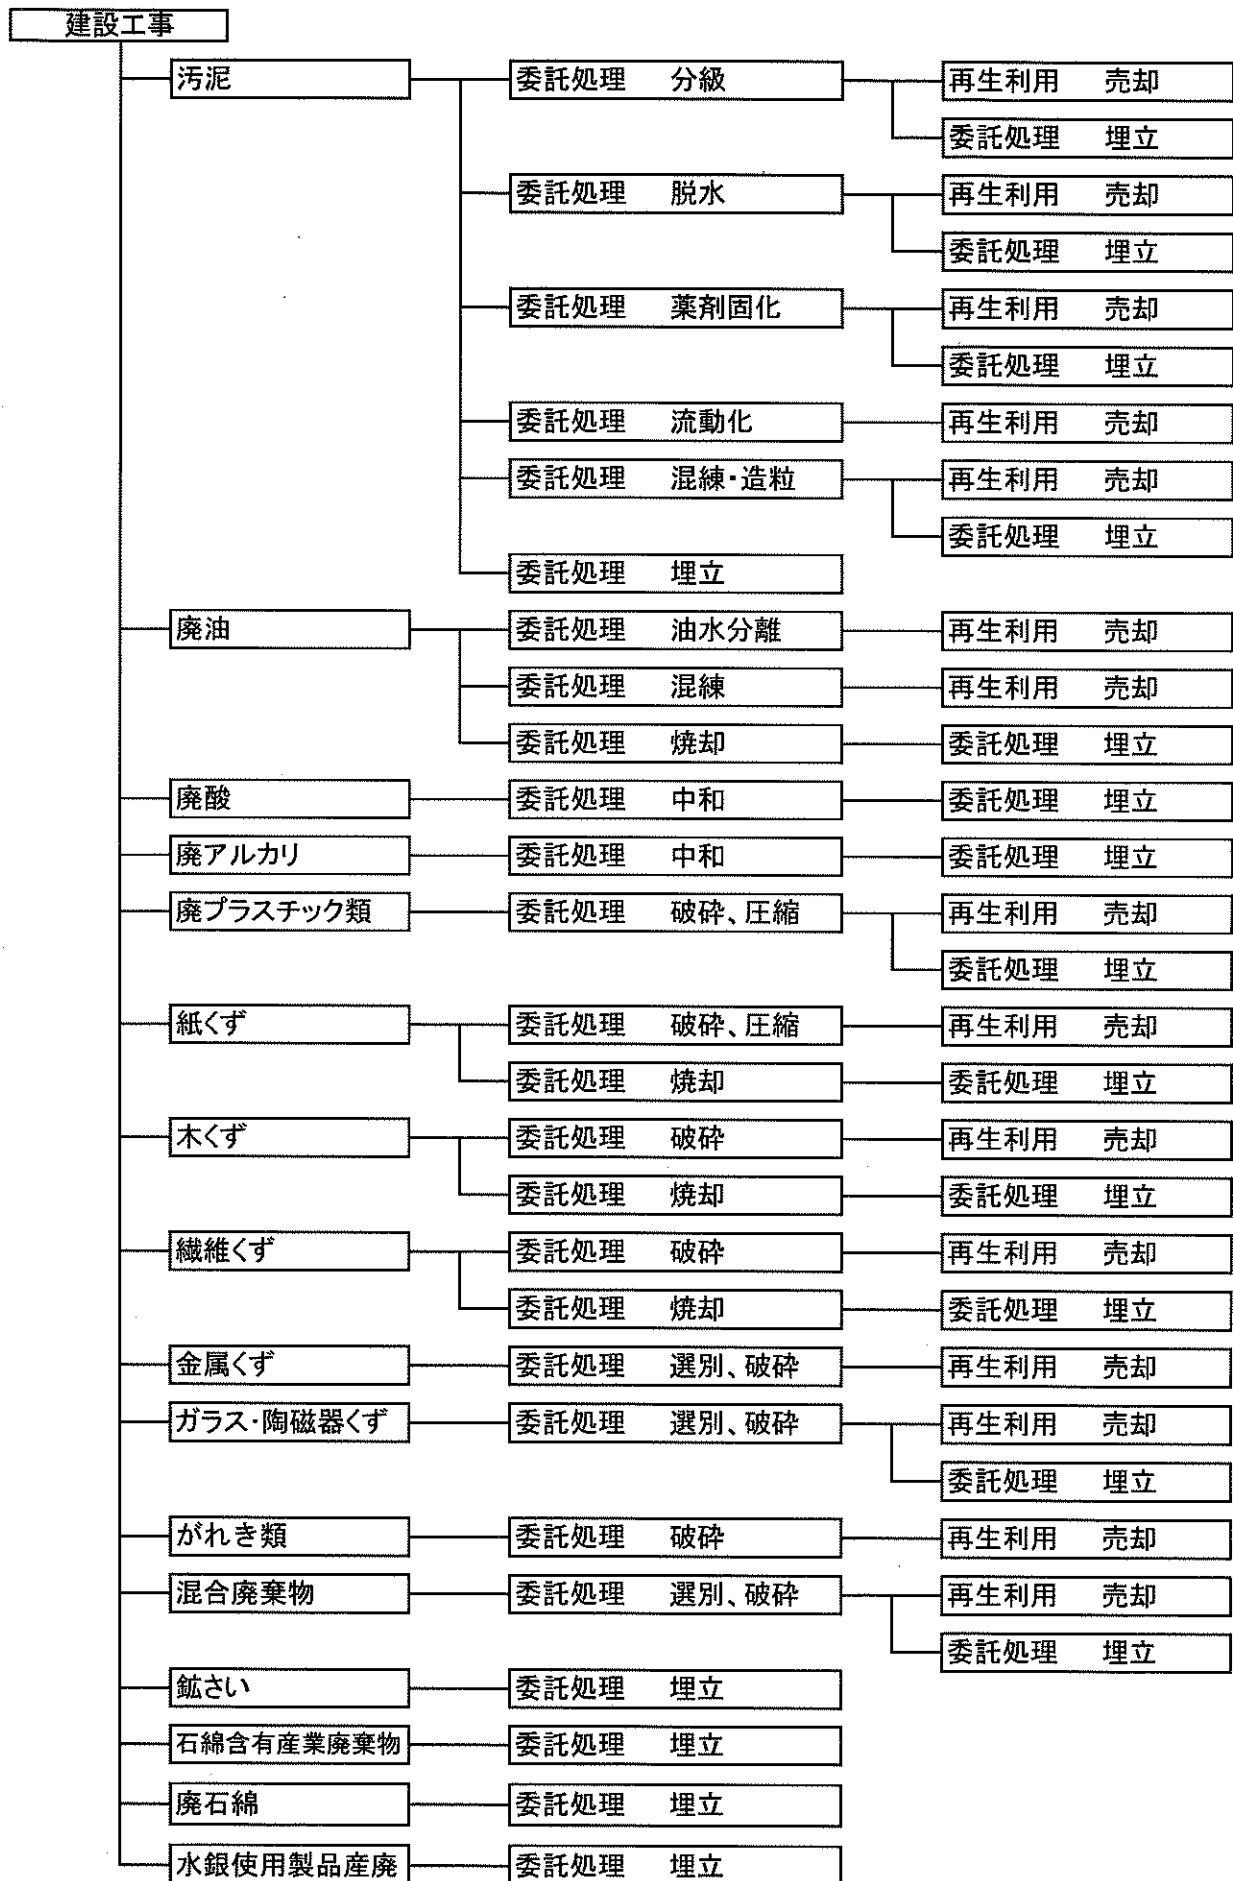 建設工事
汚泥 委託処理 分級 再生利用 売却
委託処理 埋立
委託処理 脱水 再生利用 売却
委託処理 埋立
委託処理 薬剤固化 再生利用 売却
委託処理 埋立
委託処理 流動化 再生利用 売却
委託処理 混練・造粒 再生利用 売却
委託処理 埋立
委託処理 埋立
廃油 委託処理 油水分離 再生利用 売却
委託処理 混練 再生利用 売却
委託処理 焼却 委託処理 埋立
廃酸 委託処理 中和 委託処理 埋立
廃アルカリ 委託処理 中和 委託処理 埋立
廃プラスチック類 委託処理 破砕、圧縮 再生利用 売却
委託処理 埋立
紙くず 委託処理 破砕、圧縮 再生利用 売却
委託処理 焼却 委託処理 埋立
木くず 委託処理 破砕 再生利用 売却
委託処理 焼却 委託処理 埋立
繊維くず 委託処理 破砕 再生利用 売却
委託処理 焼却 委託処理 埋立
金属くず 委託処理 選別、破砕 再生利用 売却
ガラス・陶磁器くず 委託処理 選別、破砕 再生利用 売却
委託処理 埋立
がれき類 委託処理 破砕 再生利用 売却
混合廃棄物 委託処理 選別、破砕 再生利用 売却
委託処理 埋立
鉱さい 委託処理 埋立
石綿含有産業廃棄物 委託処理 埋立
廃石綿 委託処理 埋立
水銀使用製品産廃 委託処理 埋立